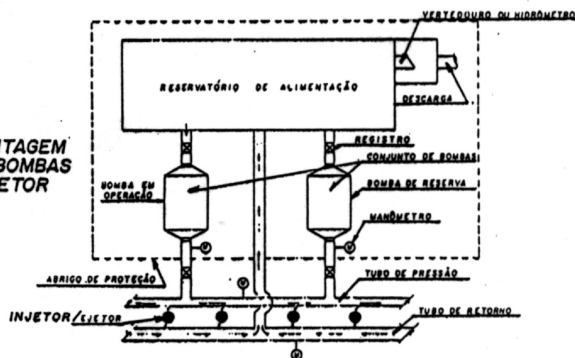 VERTEDOURO OU HIDRÔMETRO
RESERVATÓRIO DE ALIMENTAÇÃO
DESCARGA
TAGEM
BOMBAS
ETOR
REGISTRO
CONJUNTO DE BOMBAS
BOMBA EM
OPERAÇÃO
BOMBA DE RESERVA
MANÔMETRO
ABRIGO DE PROTEÇÃO
TUBO DE PRESSÃO
INJETOR/EJETOR
TUBO DE RETORNO